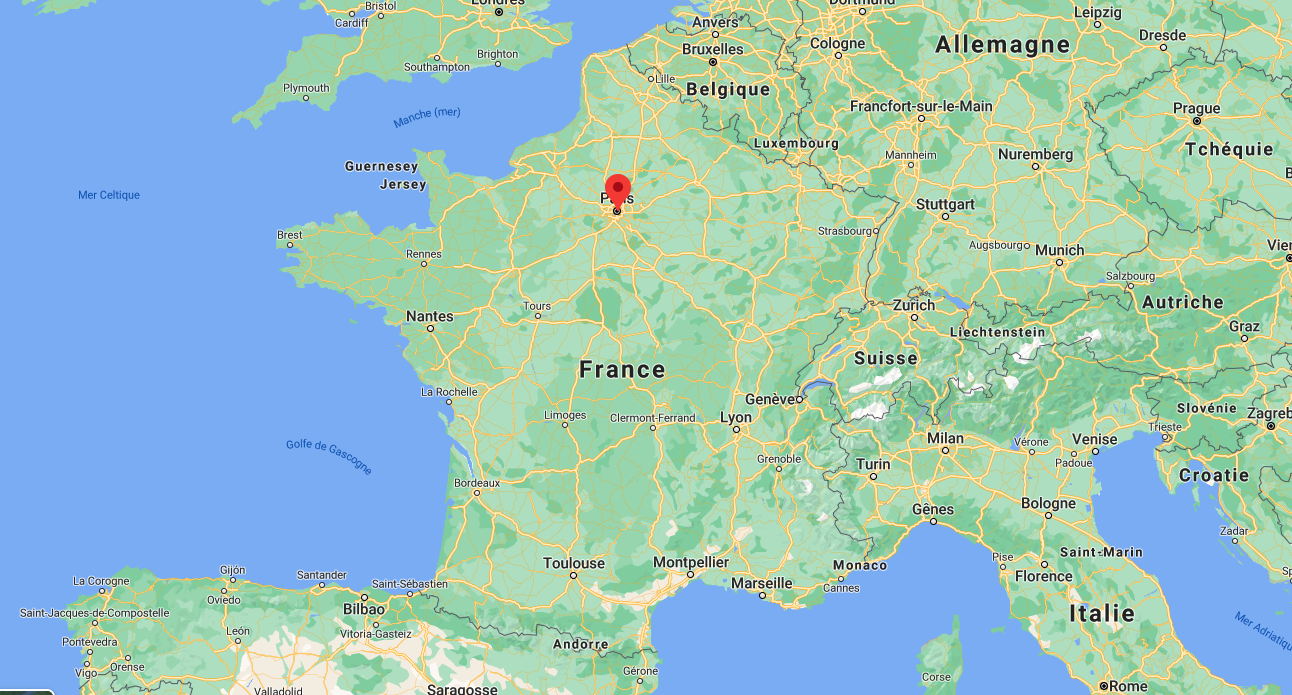 Bristol
Londres
Cardiff
Dortmund
Anvers
Leipzig
Bruxelles
Cologne
Allemagne
Dresde
Brighton
Southampton
Lille
Belgique
Plymouth
Francfort-sur-le-Main
Prague
Manche (mer)
Luxembourg
Tchéquie
Mannheim
Nuremberg
Guernesey
Jersey
Mer Celtique
Paris
Stuttgart
Brest
Strasbourg
Rennes
Augsbourg
Munich
Salzbourg
Tours
Zurich
Autriche
Nantes
Liechtenstein
Graz
France
Suisse
La Rochelle
Genève
Limoges
Clermont-Ferrand
Lyon
Slovénie
Zagreb
Trieste
Golfe de Gascogne
Milan
Vérone
Venise
Grenoble
Turin
Padoue
Croatie
Bordeaux
Gênes
Bologne
Zadar
Toulouse
Montpellier
Monaco
Pise
Saint-Marin
Gijón
Santander
Saint-Sébastien
Marseille
Cannes
Florence
La Corogne
Oviedo
Bilbao
Saint-Jacques-de-Compostelle
Vitoria-Gasteiz
Italie
León
Pontevedra
Andorre
Mer Adriatiqu
Vigo
Orense
Gérone
Corse
Valladolid
Saragosse
Rome